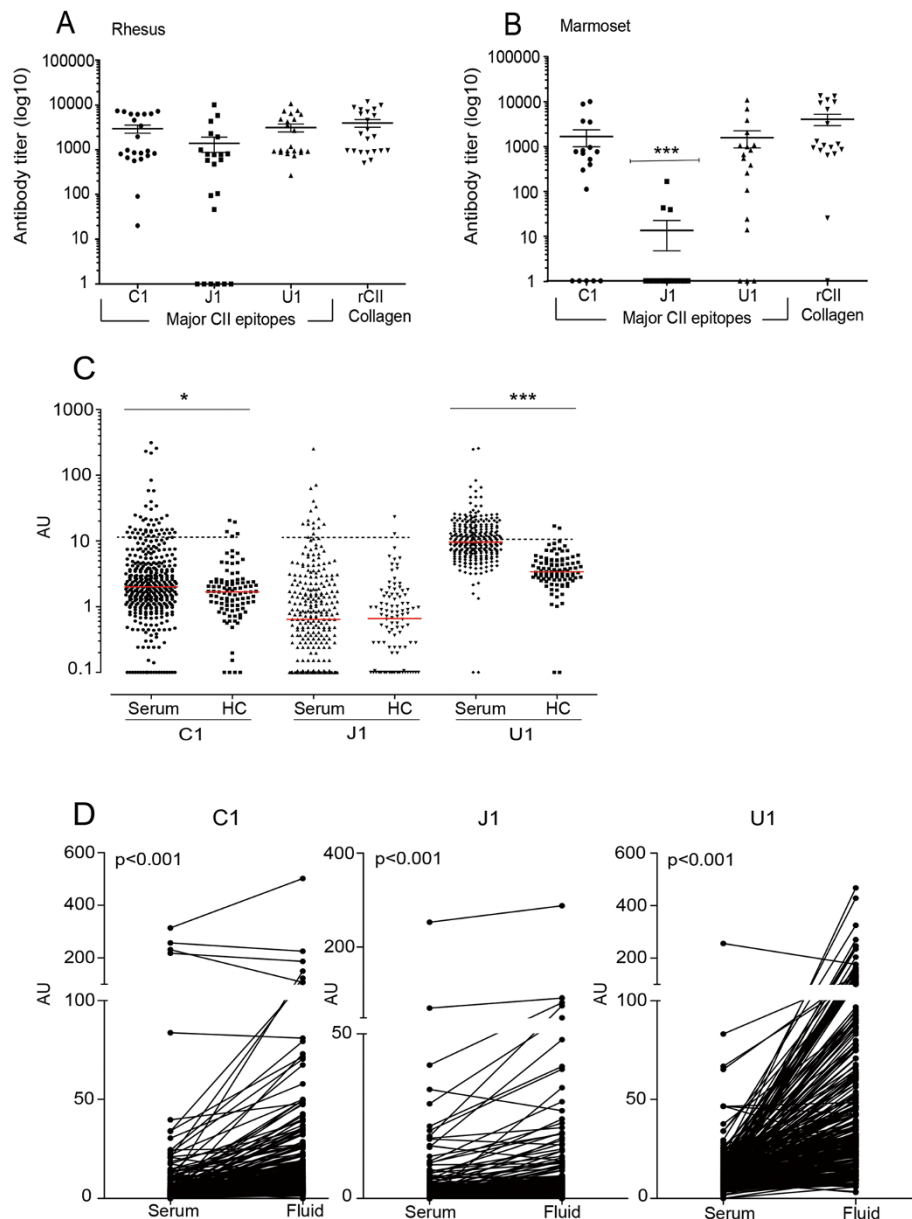 A Rhesus
Antibody titer (log10)
100000
10000
1000
100
10
1
C1 J1 U1 rCII
Major CII epitopes Collagen
B Marmoset
Antibody titer (log10)
100000
10000
1000
100
10
1
***
C1 J1 U1 rCII
Major CII epitopes Collagen
C
AU
1000
100
10
1
0.1
*
***
Serum HC Serum HC Serum HC
C1 J1 U1
D
C1
p<0.001
AU
600
400
200
100
50
0
Serum Fluid
J1
p<0.001
AU
400
200
50
0
Serum Fluid
U1
p<0.001
AU
600
400
200
100
50
0
Serum Fluid